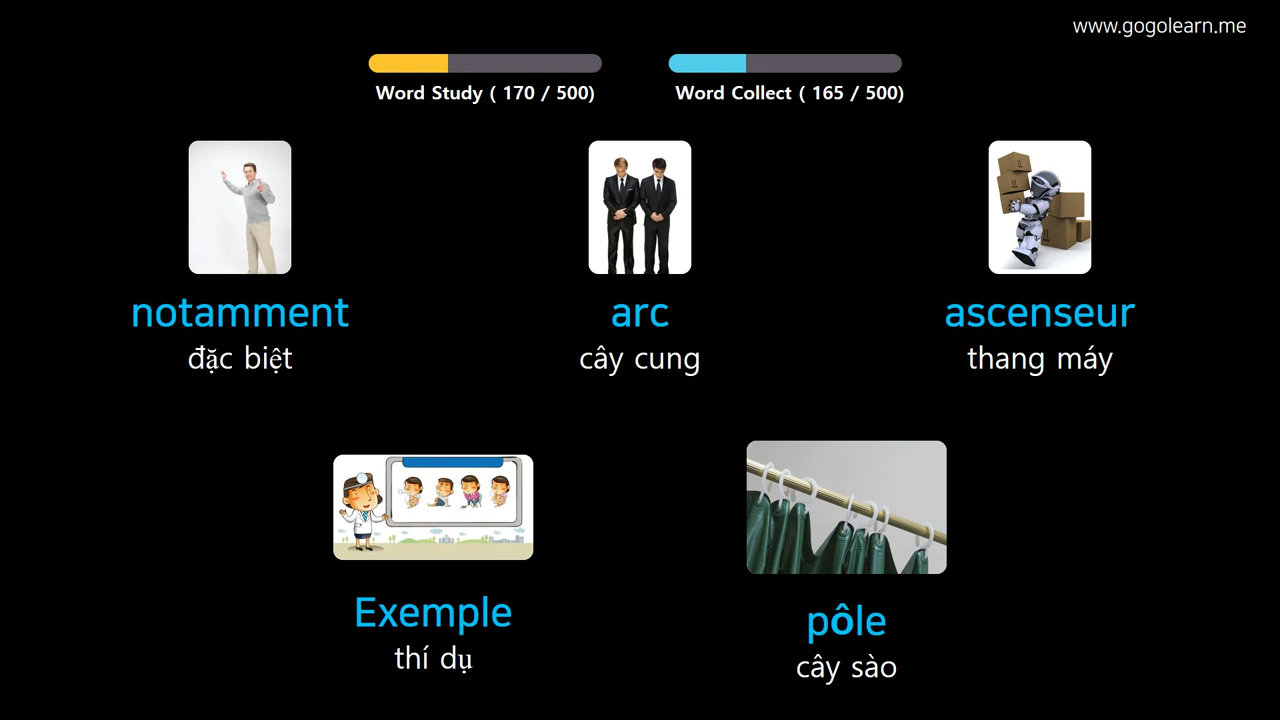 www.gogolearn.me
Word Study ( 170 / 500)
Word Collect ( 165 / 500)
notamment
đặc biệt
arc
cây cung
ascenseur
thang máy
Exemple
thí dụ
pôle
cây sào